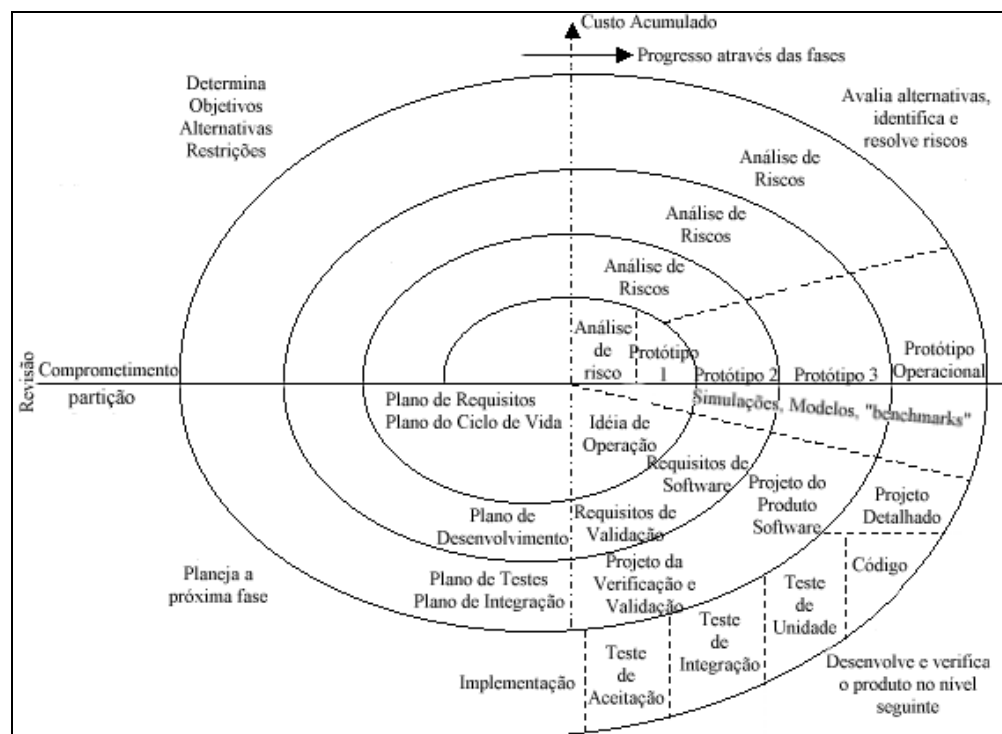 Custo Acumulado
Progresso através das fases
Determina
Objetivos
Alternativas
Restrições
Avalia alternativas,
identifica e
resolve riscos
Análise de
Riscos
Análise de
Riscos
Análise de
Riscos
Análise
de
risco
Protótipo
1
Protótipo 2
Protótipo 3
Protótipo
Operacional
Revisão
Comprometimento
partição
Simulações, Modelos, "benchmarks"
Plano de Requisitos
Plano do Ciclo de Vida
Idéia de
Operação
Requisitos de
Software
Projeto do
Produto
Software
Projeto
Detalhado
Plano de
Desenvolvimento
Requisitos de
Validação
Código
Planeja a
próxima fase
Plano de Testes
Plano de Integração
Projeto da
Verificação e
Validação
Teste
de
Unidade
Teste
de
Integração
Teste
de
Aceitação
Implementação
Desenvolve e verifica
o produto no nível
seguinte